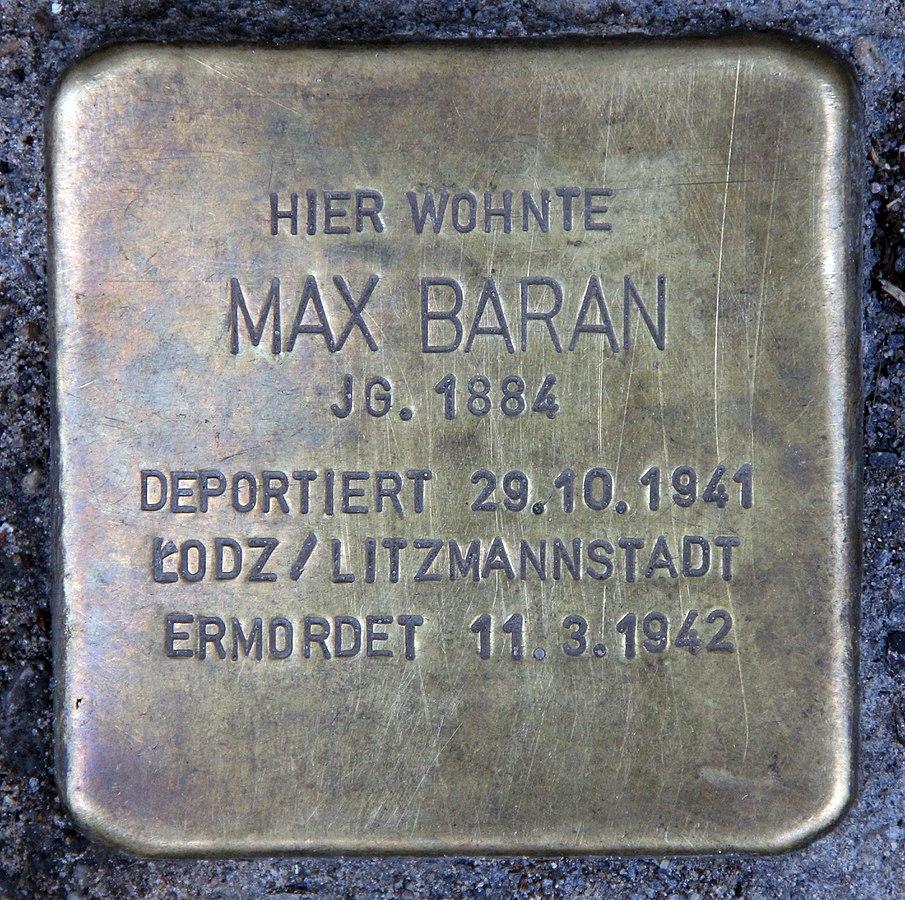 HIER WOHNTE
MAX BARAN
JG. 1884
DEPORTIERT 29.10.1941
ŁODZ/LITZMANNSTADT
ERMORDET 11.3.1942